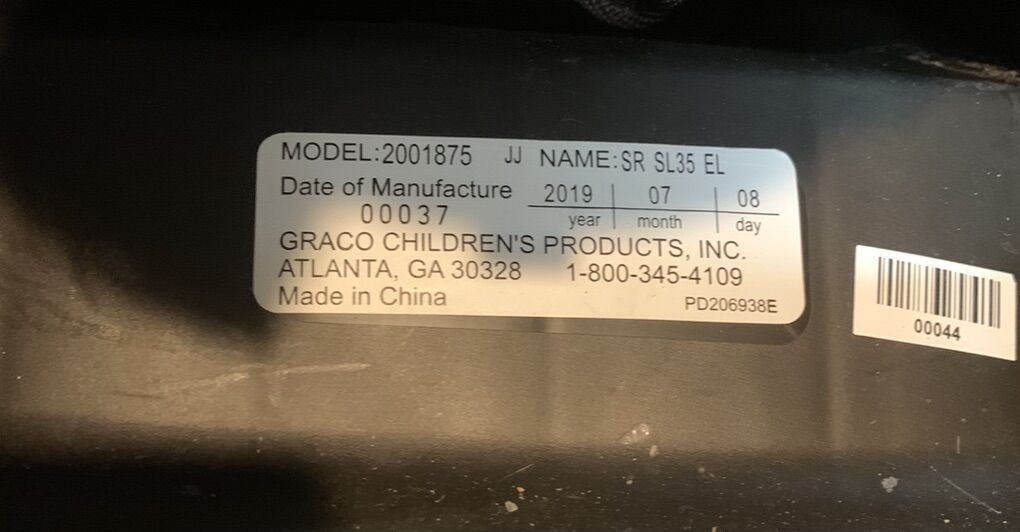 MODEL:2001875 JJ NAME:SR SL35 EL
Date of Manufacture 2019 07 08
00037 year month day
GRACO CHILDREN'S PRODUCTS, INC.
ATLANTA, GA 30328 1-800-345-4109
Made in China PD206938E
00044